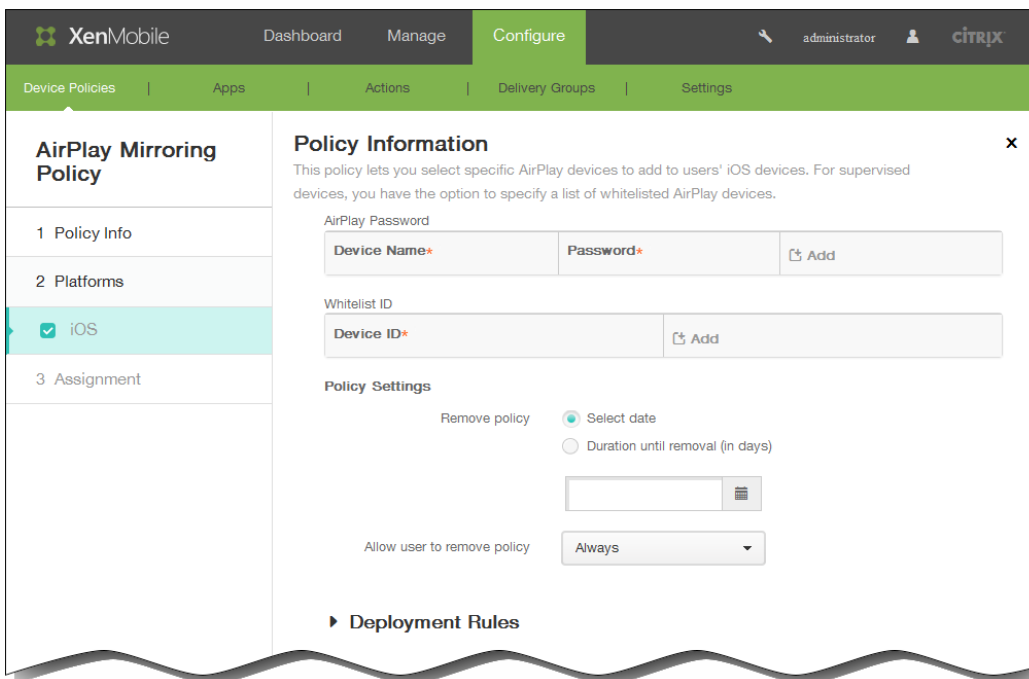 XenMobile Dashboard Manage Configure administrator CİTRIX
Device Policies | Apps | Actions | Delivery Groups | Settings
AirPlay Mirroring
Policy
1 Policy Info
2 Platforms
iOS
3 Assignment
Policy Information
This policy lets you select specific AirPlay devices to add to users' iOS devices. For supervised
devices, you have the option to specify a list of whitelisted AirPlay devices.
AirPlay Password
Device Name* Password* Add
Whitelist ID
Device ID* Add
Policy Settings
Remove policy Select date
Duration until removal (in days)
Allow user to remove policy Always
Deployment Rules